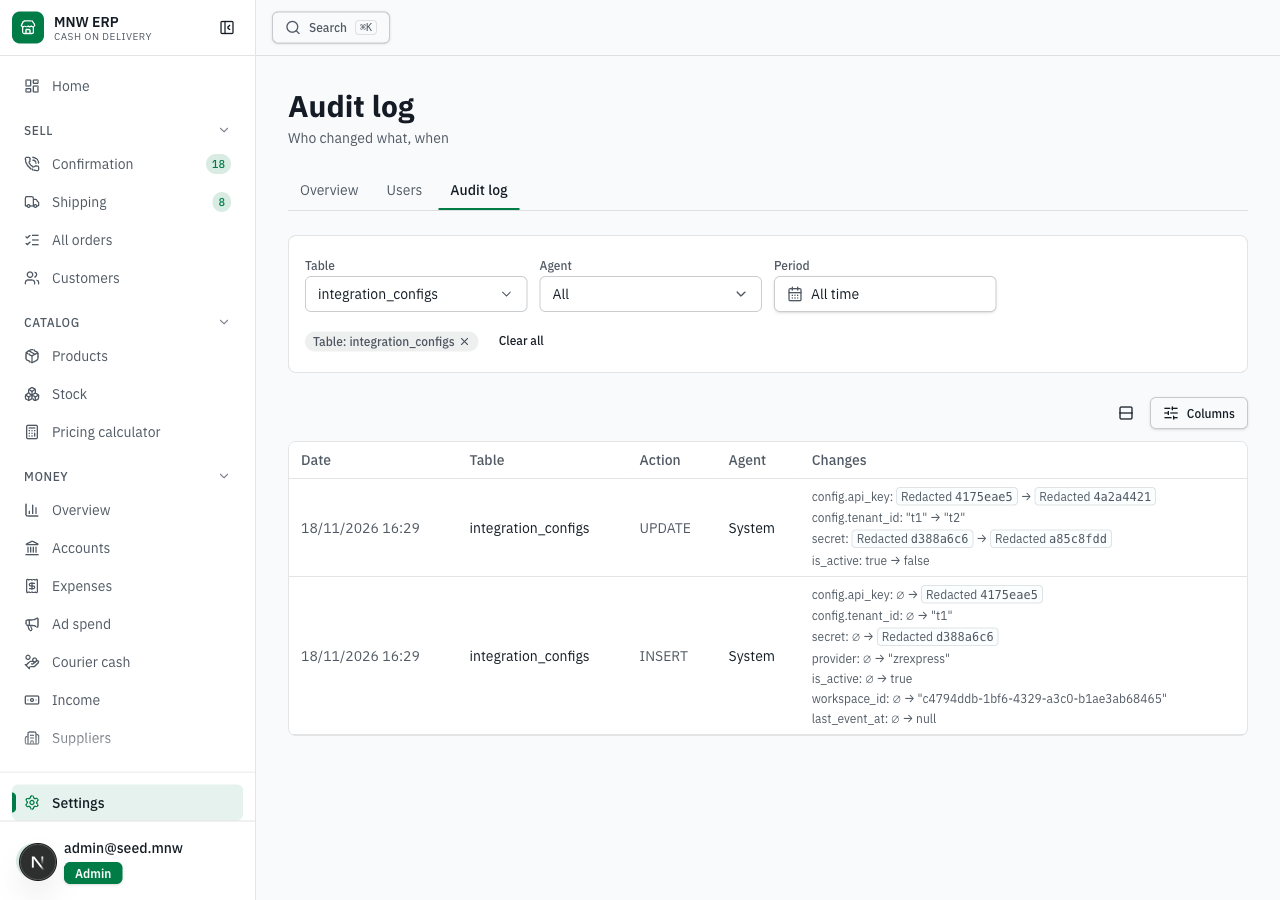 MNW ERP
CASH ON DELIVERY
Search ⌘K
Home
SELL
Confirmation 18
Shipping 8
All orders
Customers
CATALOG
Products
Stock
Pricing calculator
MONEY
Overview
Accounts
Expenses
Ad spend
Courier cash
Income
Suppliers
Settings
N
admin@seed.mnw
Admin
Audit log
Who changed what, when
Overview Users Audit log
Table Agent Period
integration_configs All All time
Table: integration_configs × Clear all
Columns
Date Table Action Agent Changes
18/11/2026 16:29 integration_configs UPDATE System
config.api_key: Redacted 4175eae5 → Redacted 4a2a4421
config.tenant_id: "t1" → "t2"
secret: Redacted d388a6c6 → Redacted a85c8fdd
is_active: true → false
18/11/2026 16:29 integration_configs INSERT System
config.api_key: ∅ → Redacted 4175eae5
config.tenant_id: ∅ → "t1"
secret: ∅ → Redacted d388a6c6
provider: ∅ → "zrexpress"
is_active: ∅ → true
workspace_id: ∅ → "c4794ddb-1bf6-4329-a3c0-b1ae3ab68465"
last_event_at: ∅ → null